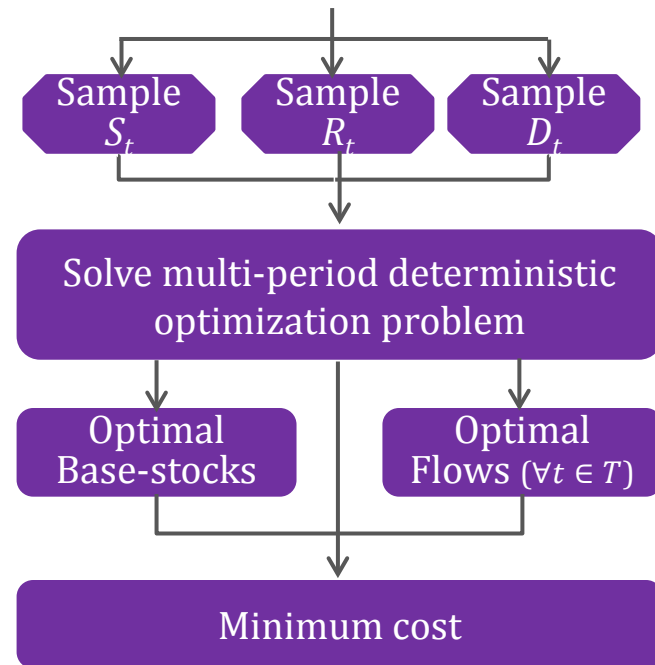 Sample Sample Sample
S_t R_t D_t
Solve multi-period deterministic
optimization problem
Optimal
Base-stocks
Optimal
Flows (∀t ∈ T)
Minimum cost